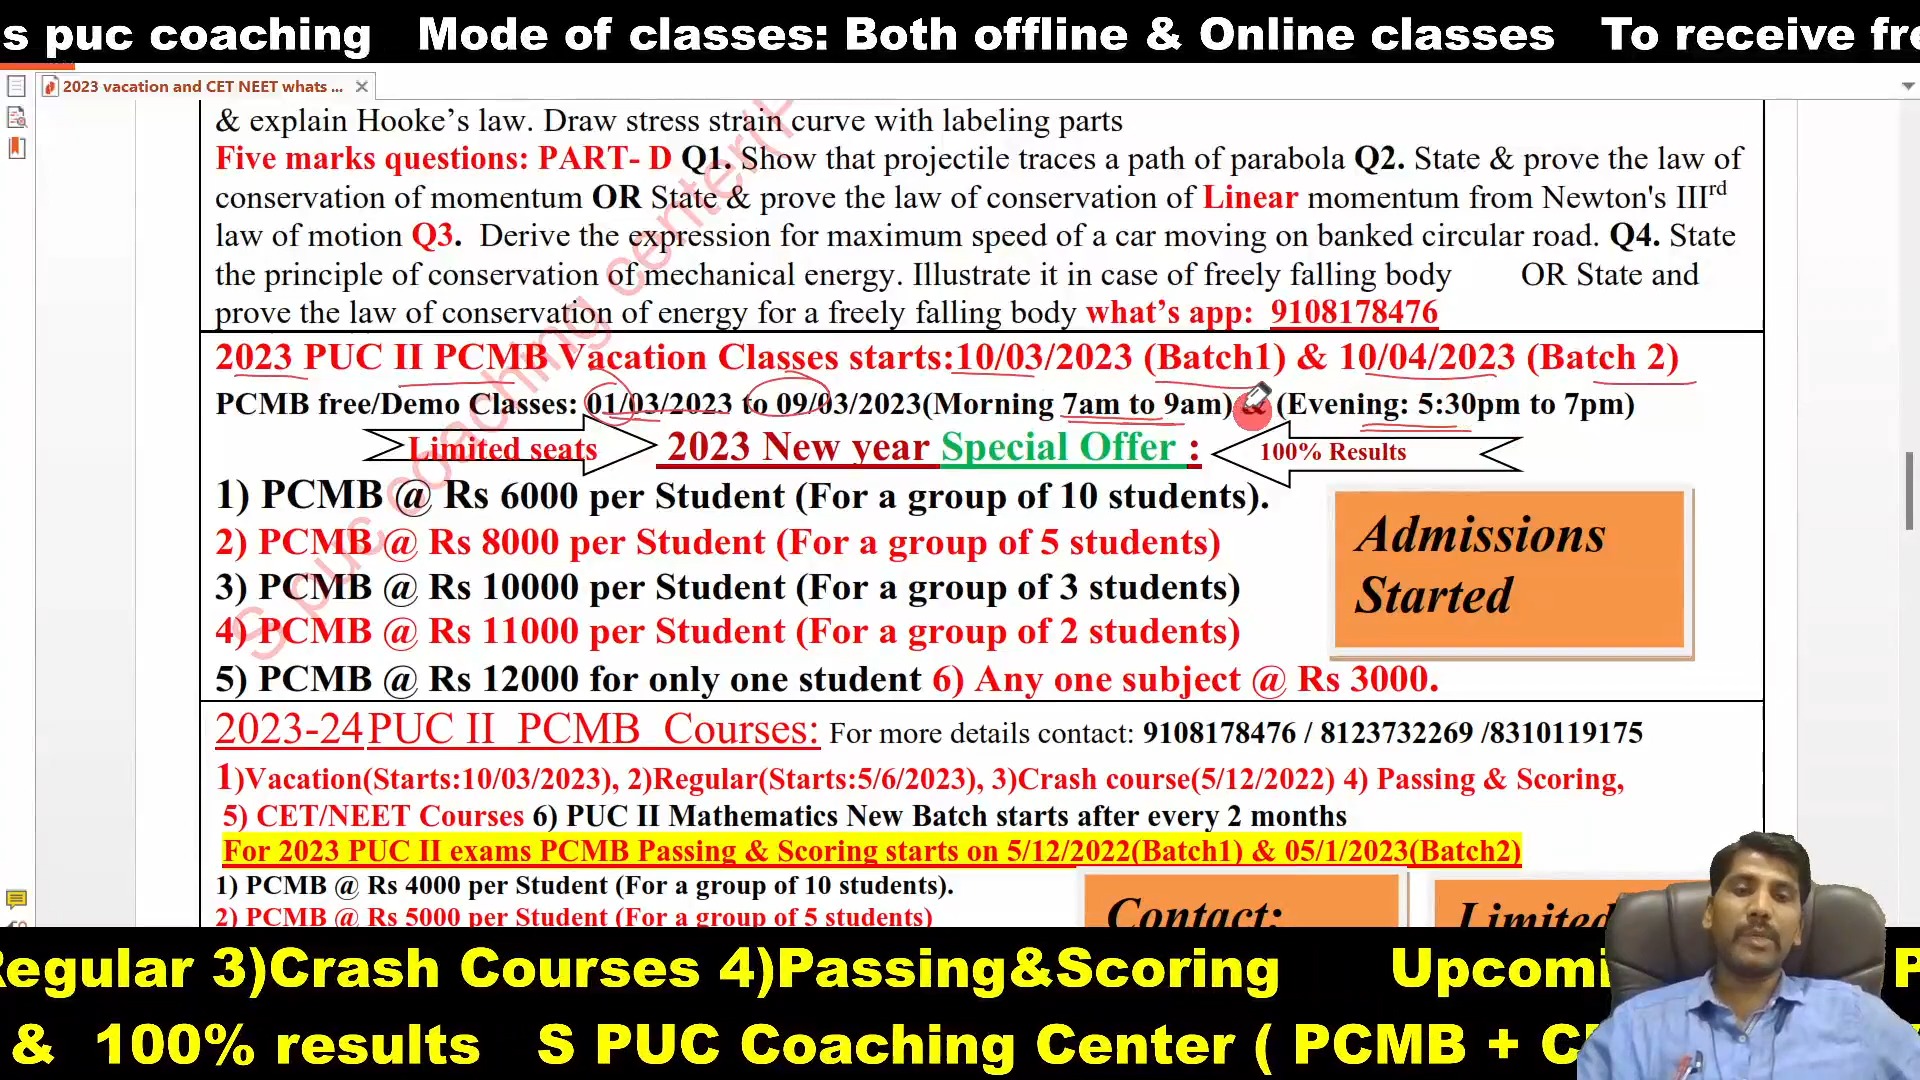 s puc coaching   Mode of classes: Both offline & Online classes   To receive fre
2023 vacation and CET NEET whats ...
& explain Hooke's law. Draw stress strain curve with labeling parts
Five marks questions: PART- D Q1. Show that projectile traces a path of parabola Q2. State & prove the law of
conservation of momentum OR State & prove the law of conservation of Linear momentum from Newton's IIIrd
law of motion Q3.  Derive the expression for maximum speed of a car moving on banked circular road. Q4. State
the principle of conservation of mechanical energy. Illustrate it in case of freely falling body   OR State and
prove the law of conservation of energy for a freely falling body what's app:  9108178476
2023 PUC II PCMB Vacation Classes starts:10/03/2023 (Batch1) & 10/04/2023 (Batch 2)
PCMB free/Demo Classes: 01/03/2023 to 09/03/2023(Morning 7am to 9am) & (Evening: 5:30pm to 7pm)
Limited seats
2023 New year Special Offer :
100% Results
1) PCMB @ Rs 6000 per Student (For a group of 10 students).
2) PCMB @ Rs 8000 per Student (For a group of 5 students)
3) PCMB @ Rs 10000 per Student (For a group of 3 students)
4) PCMB @ Rs 11000 per Student (For a group of 2 students)
5) PCMB @ Rs 12000 for only one student 6) Any one subject @ Rs 3000.
Admissions
Started
S puc coaching center(P
2023-24 PUC II  PCMB  Courses: For more details contact: 9108178476 / 8123732269 /8310119175
1)Vacation(Starts:10/03/2023), 2)Regular(Starts:5/6/2023), 3)Crash course(5/12/2022) 4) Passing & Scoring,
5) CET/NEET Courses 6) PUC II Mathematics New Batch starts after every 2 months
For 2023 PUC II exams PCMB Passing & Scoring starts on 5/12/2022(Batch1) & 05/1/2023(Batch2)
1) PCMB @ Rs 4000 per Student (For a group of 10 students).
2) PCMB @ Rs 5000 per Student (For a group of 5 students)
Contact:
Limited
Regular 3)Crash Courses 4)Passing&Scoring   Upcomi   P
&  100% results   S PUC Coaching Center ( PCMB + C